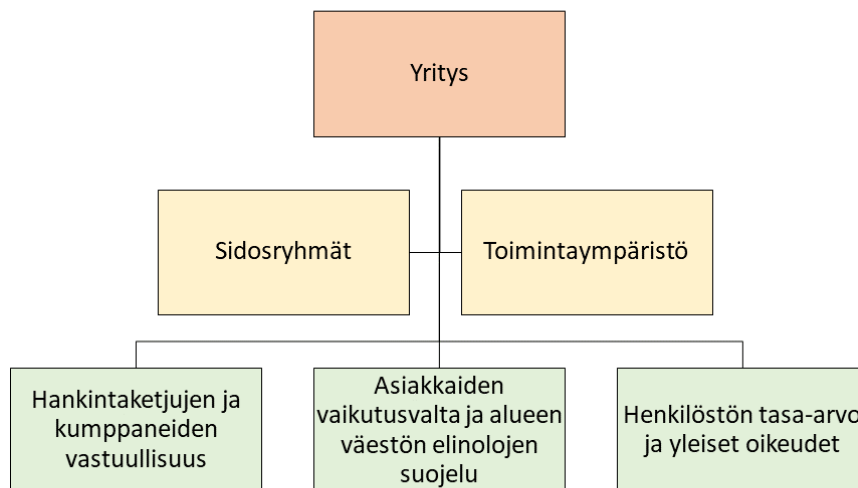 Yritys
Sidosryhmät
Toimintaympäristö
Hankintaketjujen ja
kumppaneiden
vastuullisuus
Asiakkaiden
vaikutusvalta ja alueen
väestön elinolojen
suojelu
Henkilöstön tasa-arvo
ja yleiset oikeudet